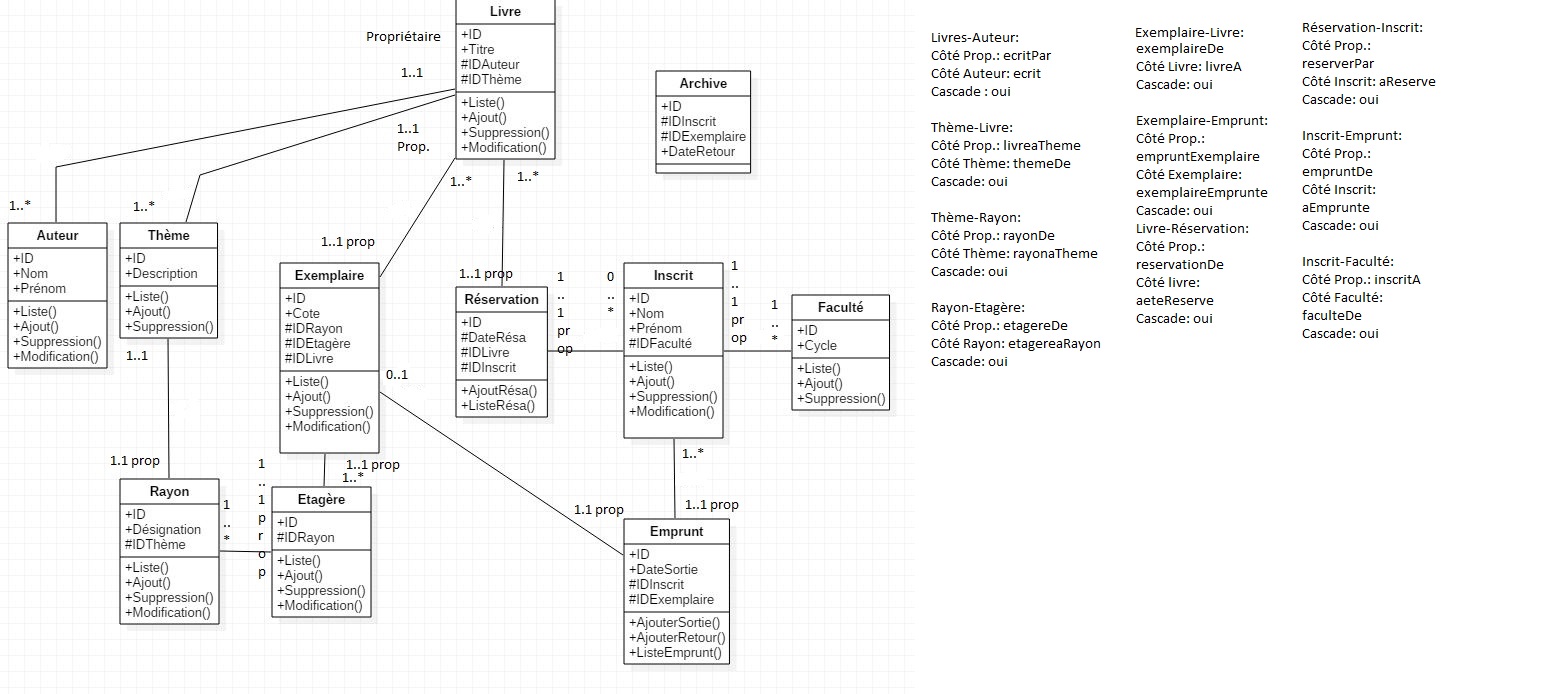 Livre
+ID
+Titre
#IDAuteur
#IDThème
+Liste()
+Ajout()
+Suppression()
+Modification()
Propriétaire
1..1
1..1
Prop.
1..*
1..*
Archive
+ID
#IDInscrit
#IDExemplaire
+DateRetour
1..*
Auteur
+ID
+Nom
+Prénom
+Liste()
+Ajout()
+Suppression()
+Modification()
1..*
Thème
+ID
+Description
+Liste()
+Ajout()
+Suppression()
1..1
1..1 prop
Exemplaire
+ID
+Cote
#IDRayon
#IDEtagère
#IDLivre
+Liste()
+Ajout()
+Suppression()
+Modification()
0..1
1..1 prop
1..*
1..1 prop
Réservation
+ID
#DateRésa
#IDLivre
#IDInscrit
+AjoutRésa()
+ListeRésa()
1
..
1
pr
op
0
..
*
Inscrit
+ID
+Nom
+Prénom
#IDFaculté
+Liste()
+Ajout()
+Suppression()
+Modification()
1
..
1
pr
op
1
..
*
Faculté
+ID
+Cycle
+Liste()
+Ajout()
+Suppression()
1..*
1..1 prop
1.1 prop
Rayon
+ID
+Désignation
#IDThème
+Liste()
+Ajout()
+Suppression()
+Modification()
1
..
*
1
..
1
p
r
o
p
Etagère
+ID
#IDRayon
+Liste()
+Ajout()
+Suppression()
+Modification()
1.1 prop
Emprunt
+ID
+DateSortie
#IDInscrit
#IDExemplaire
+AjouterSortie()
+AjouterRetour()
+ListeEmprunt()
Livres-Auteur:
Côté Prop.: ecritPar
Côté Auteur: ecrit
Cascade : oui
Thème-Livre:
Côté Prop.: livreaTheme
Côté Thème: themeDe
Cascade: oui
Thème-Rayon:
Côté Prop.: rayonDe
Côté Thème: rayonaTheme
Cascade: oui
Rayon-Etagère:
Côté Prop.: etagereDe
Côté Rayon: etagereaRayon
Cascade: oui
Exemplaire-Livre:
exemplaireDe
Côté Livre: livreA
Cascade: oui
Exemplaire-Emprunt:
Côté Prop.:
empruntExemplaire
Côté Exemplaire:
exemplaireEmprunte
Cascade: oui
Livre-Réservation:
Côté Prop.:
reservationDe
Côté livre:
aeteReserve
Cascade: oui
Réservation-Inscrit:
Côté Prop.:
reserverPar
Côté Inscrit: aReserve
Cascade: oui
Inscrit-Emprunt:
Côté Prop.:
empruntDe
Côté Inscrit:
aEmprunte
Cascade: oui
Inscrit-Faculté:
Côté Prop.: inscritA
Côté Faculté:
faculteDe
Cascade: oui